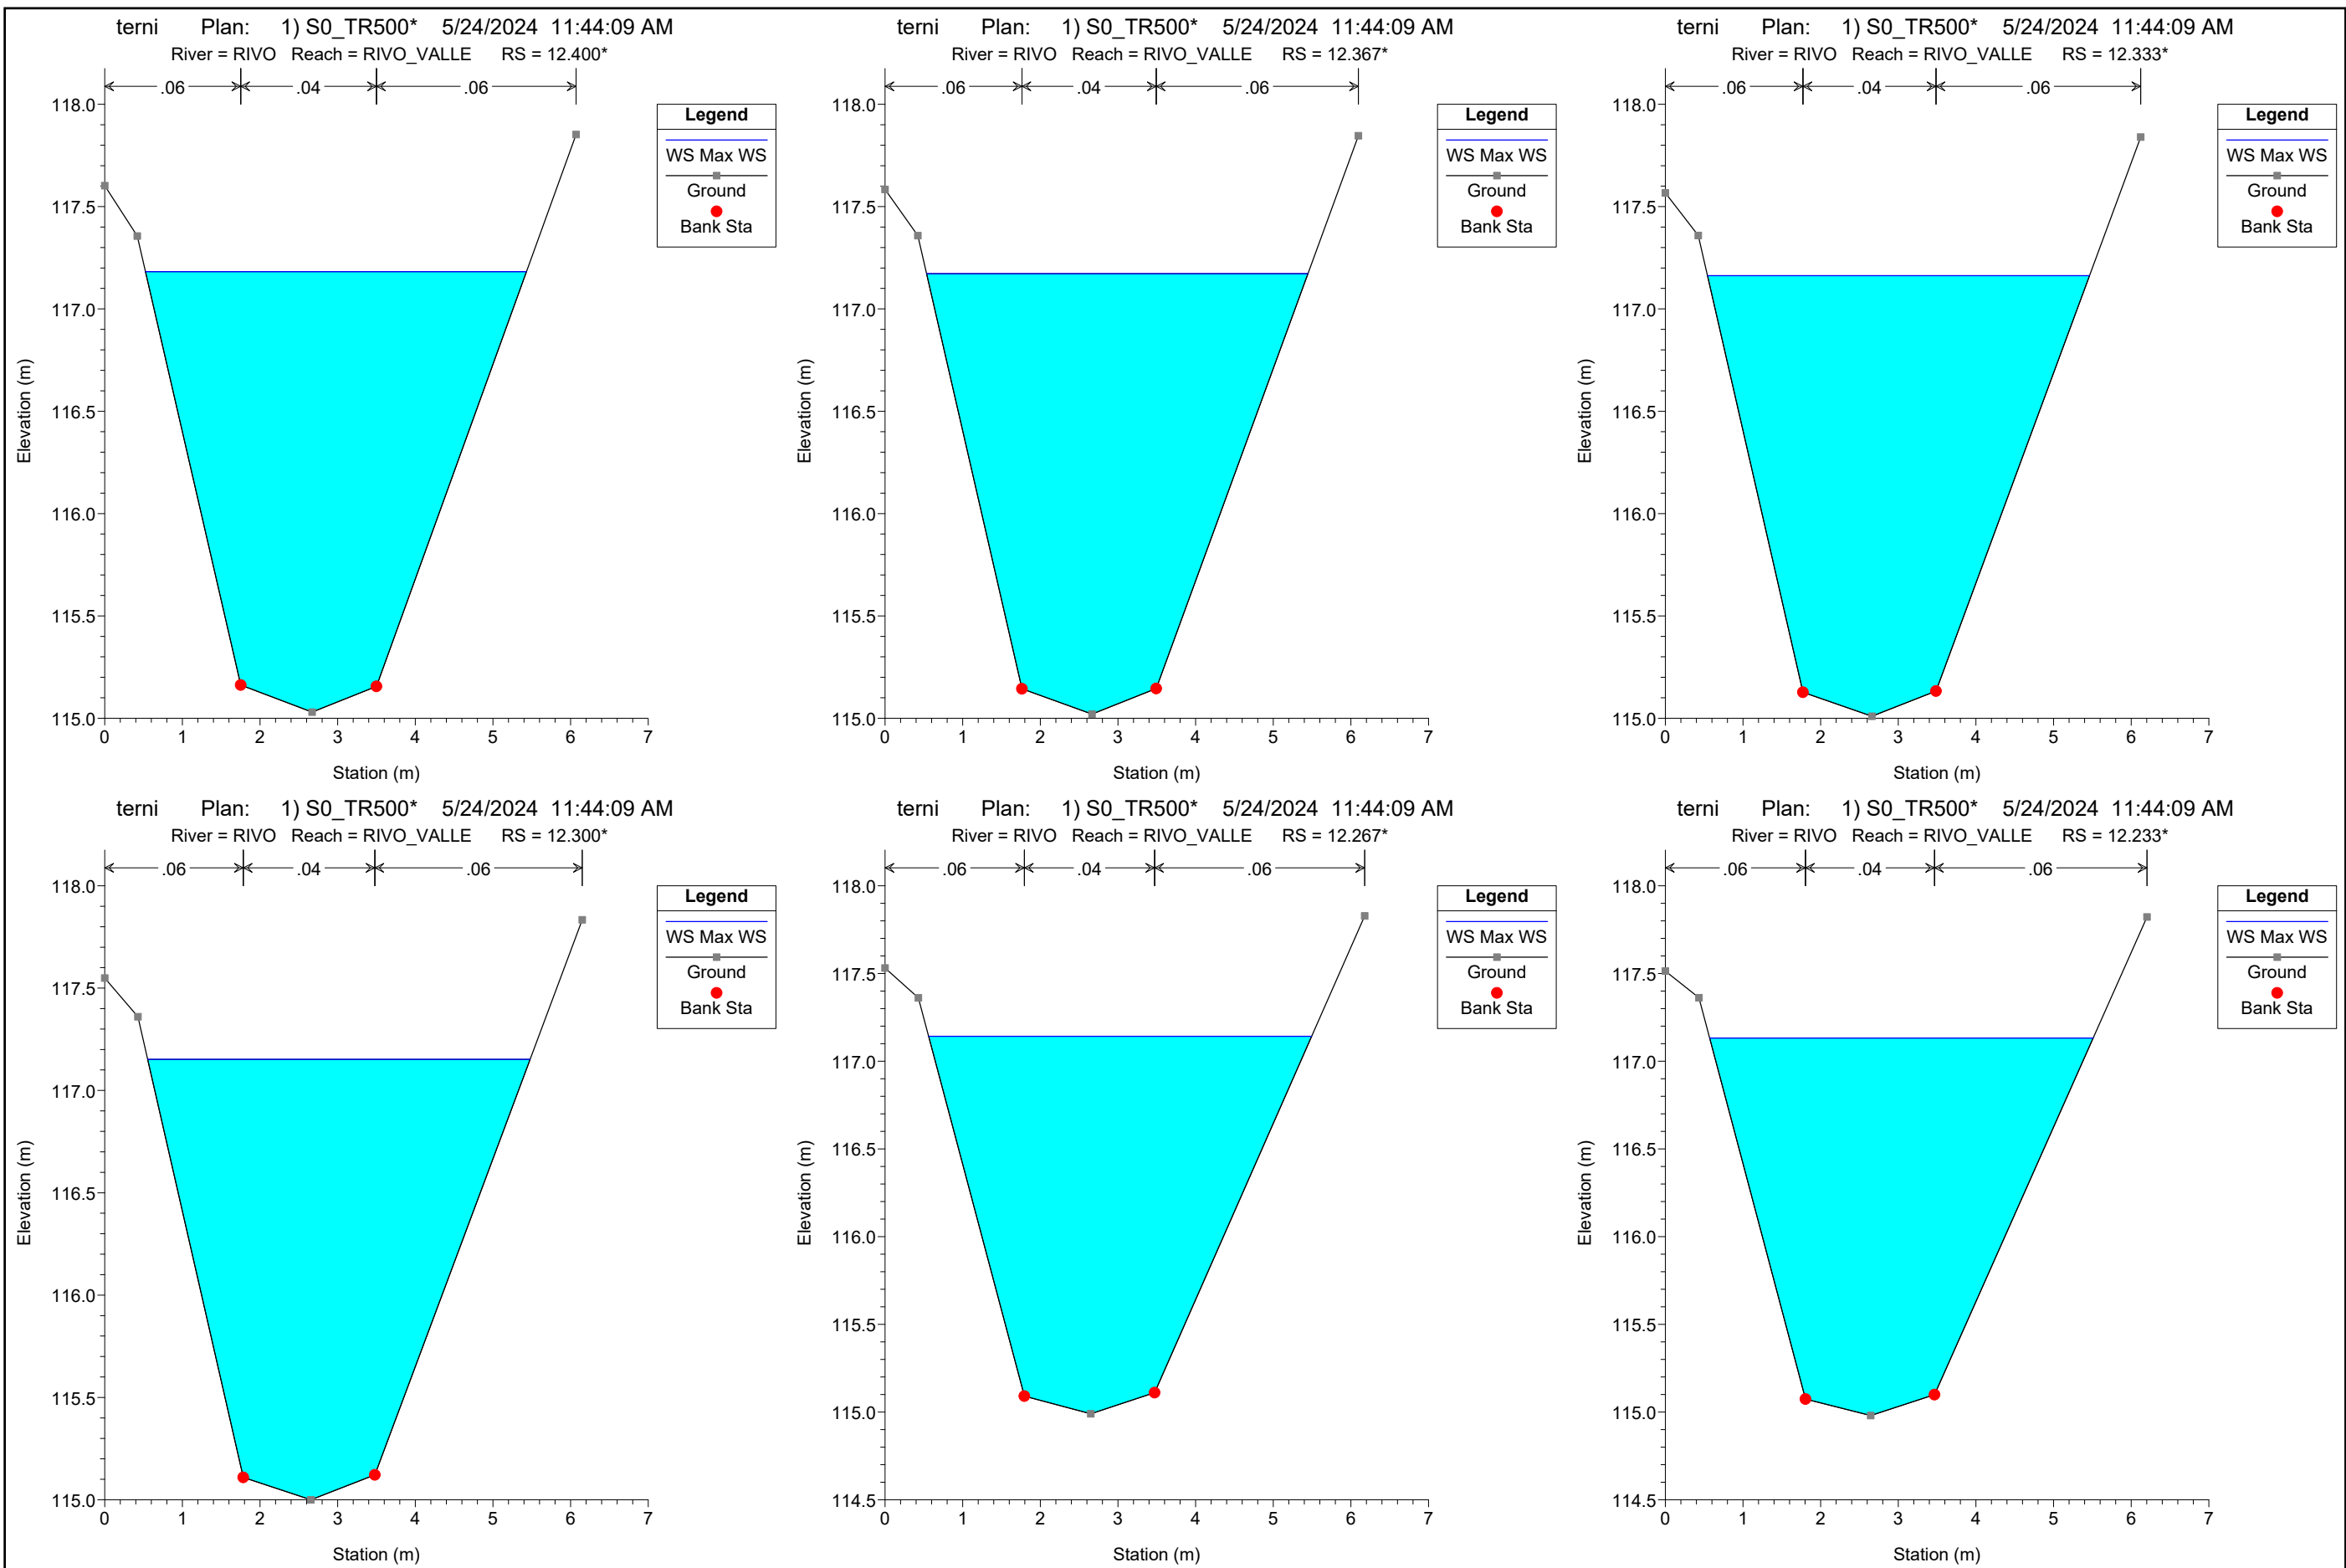 terni Plan: 1) S0_TR500* 5/24/2024 11:44:09 AM
River = RIVO Reach = RIVO_VALLE RS = 12.400*
.06 .04 .06
Legend
WS Max WS
Ground
Bank Sta
118.0
117.5
117.0
116.5
116.0
115.5
115.0
Elevation (m)
0 1 2 3 4 5 6 7
Station (m)
terni Plan: 1) S0_TR500* 5/24/2024 11:44:09 AM
River = RIVO Reach = RIVO_VALLE RS = 12.367*
.06 .04 .06
Legend
WS Max WS
Ground
Bank Sta
118.0
117.5
117.0
116.5
116.0
115.5
115.0
Elevation (m)
0 1 2 3 4 5 6 7
Station (m)
terni Plan: 1) S0_TR500* 5/24/2024 11:44:09 AM
River = RIVO Reach = RIVO_VALLE RS = 12.333*
.06 .04 .06
Legend
WS Max WS
Ground
Bank Sta
118.0
117.5
117.0
116.5
116.0
115.5
115.0
Elevation (m)
0 1 2 3 4 5 6 7
Station (m)
terni Plan: 1) S0_TR500* 5/24/2024 11:44:09 AM
River = RIVO Reach = RIVO_VALLE RS = 12.300*
.06 .04 .06
Legend
WS Max WS
Ground
Bank Sta
118.0
117.5
117.0
116.5
116.0
115.5
115.0
Elevation (m)
0 1 2 3 4 5 6 7
Station (m)
terni Plan: 1) S0_TR500* 5/24/2024 11:44:09 AM
River = RIVO Reach = RIVO_VALLE RS = 12.267*
.06 .04 .06
Legend
WS Max WS
Ground
Bank Sta
118.0
117.5
117.0
116.5
116.0
115.5
115.0
114.5
Elevation (m)
0 1 2 3 4 5 6 7
Station (m)
terni Plan: 1) S0_TR500* 5/24/2024 11:44:09 AM
River = RIVO Reach = RIVO_VALLE RS = 12.233*
.06 .04 .06
Legend
WS Max WS
Ground
Bank Sta
118.0
117.5
117.0
116.5
116.0
115.5
115.0
114.5
Elevation (m)
0 1 2 3 4 5 6 7
Station (m)